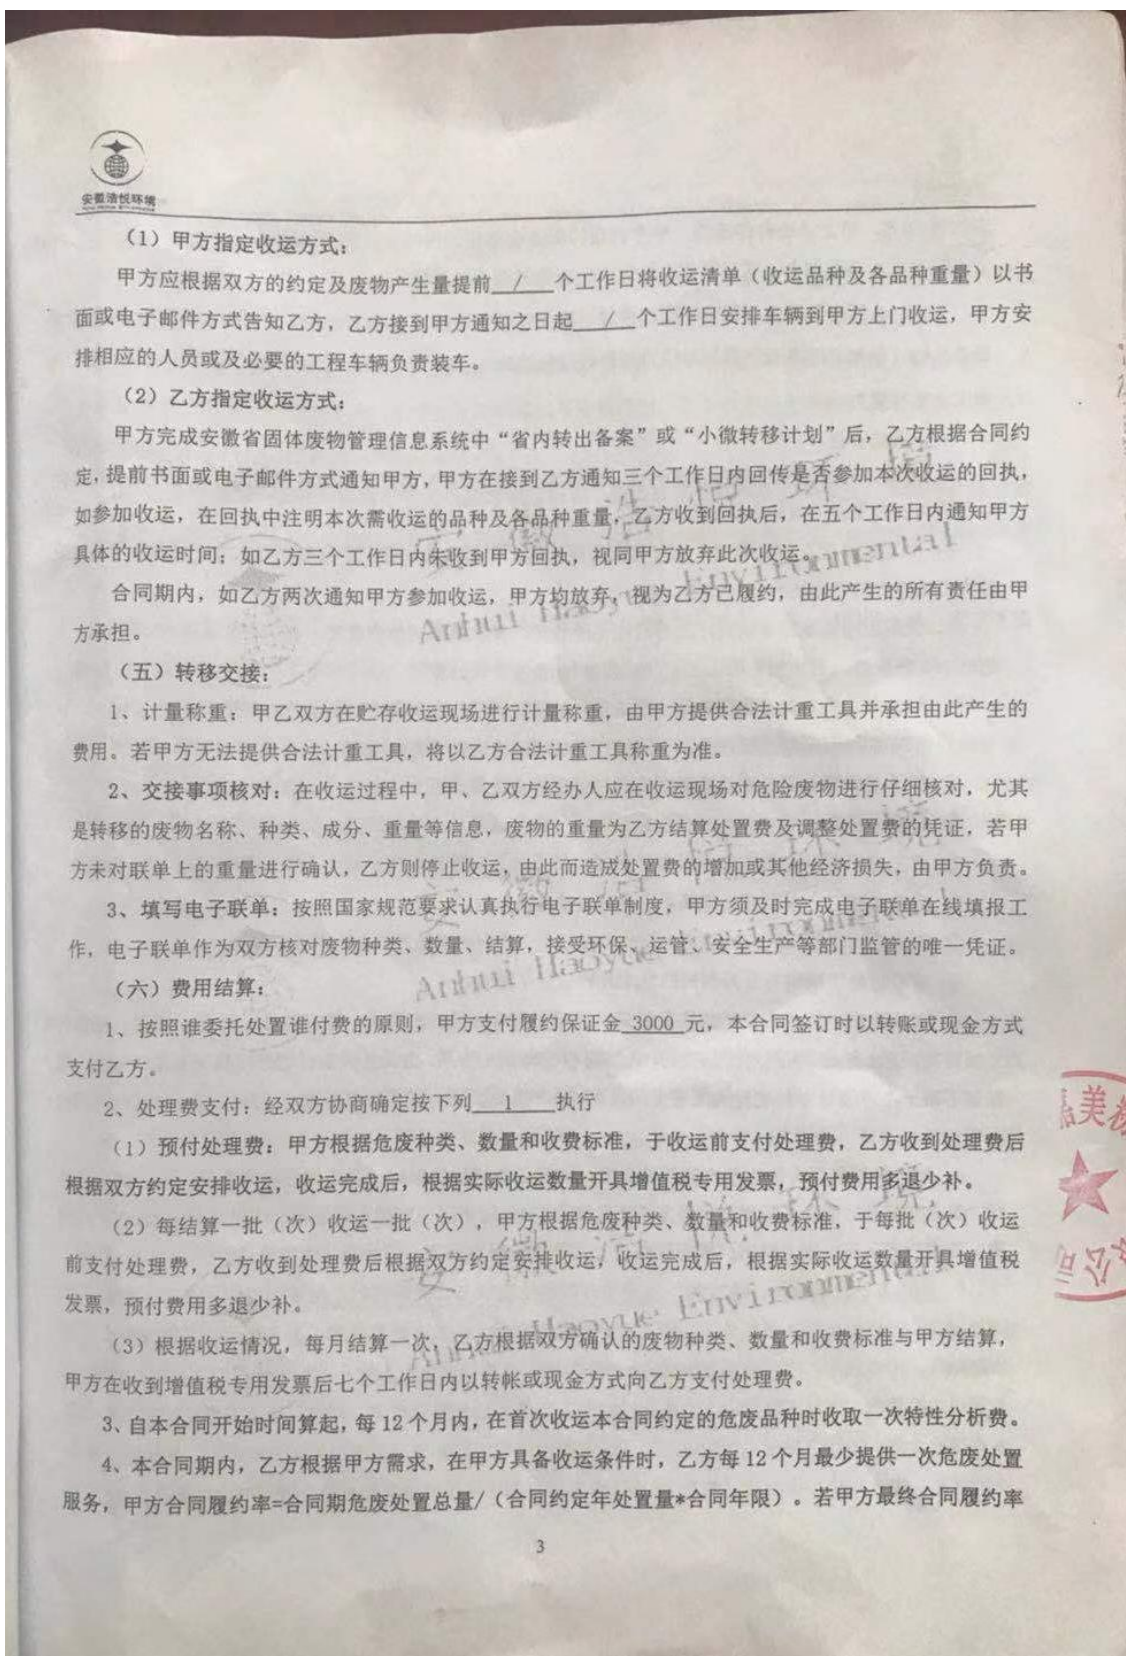 安徽浩悦环境
（1）甲方指定收运方式：
甲方应根据双方的约定及废物产生量提前 / 个工作日将收运清单（收运品种及各品种重量）以书
面或电子邮件方式告知乙方，乙方接到甲方通知之日起 / 个工作日安排车辆到甲方上门收运，甲方安
排相应的人员或及必要的工程车辆负责装车。
（2）乙方指定收运方式：
甲方完成安徽省固体废物管理信息系统中“省内转出备案”或“小微转移计划”后，乙方根据合同约
定，提前书面或电子邮件方式通知甲方，甲方在接到乙方通知三个工作日内回传是否参加本次收运的回执，
如参加收运，在回执中注明本次需收运的品种及各品种重量，乙方收到回执后，在五个工作日内通知甲方
具体的收运时间；如乙方三个工作日内未收到甲方回执，视同甲方放弃此次收运。
合同期内，如乙方两次通知甲方参加收运，甲方均放弃，视为乙方已履约，由此产生的所有责任由甲
方承担。
（五）转移交接：
1、计量称重：甲乙双方在贮存收运现场进行计量称重，由甲方提供合法计重工具并承担由此产生的
费用。若甲方无法提供合法计重工具，将以乙方合法计重工具称重为准。
2、交接事项核对：在收运过程中，甲、乙双方经办人应在收运现场对危险废物进行仔细核对，尤其
是转移的废物名称、种类、成分、重量等信息，废物的重量为乙方结算处置费及调整处置费的凭证，若甲
方未对联单上的重量进行确认，乙方则停止收运，由此而造成处置费的增加或其他经济损失，由甲方负责。
3、填写电子联单：按照国家规范要求认真执行电子联单制度，甲方须及时完成电子联单在线填报工
作，电子联单作为双方核对废物种类、数量、结算，接受环保、运管、安全生产等部门监管的唯一凭证。
（六）费用结算：
1、按照谁委托处置谁付费的原则，甲方支付履约保证金 3000 元，本合同签订时以转账或现金方式
支付乙方。
2、处理费支付：经双方协商确定按下列 1 执行
（1）预付处理费：甲方根据危废种类、数量和收费标准，于收运前支付处理费，乙方收到处理费后
根据双方约定安排收运，收运完成后，根据实际收运数量开具增值税专用发票，预付费用多退少补。
（2）每结算一批（次）收运一批（次），甲方根据危废种类、数量和收费标准，于每批（次）收运
前支付处理费，乙方收到处理费后根据双方约定安排收运，收运完成后，根据实际收运数量开具增值税
发票，预付费用多退少补。
（3）根据收运情况，每月结算一次，乙方根据双方确认的废物种类、数量和收费标准与甲方结算，
甲方在收到增值税专用发票后七个工作日内以转帐或现金方式向乙方支付处理费。
3、自本合同开始时间算起，每12个月内，在首次收运本合同约定的危废品种时收取一次特性分析费。
4、本合同期内，乙方根据甲方需求，在甲方具备收运条件时，乙方每12个月最少提供一次危废处置
服务，甲方合同履约率=合同期危废处置总量/（合同约定年处置量*合同年限）。若甲方最终合同履约率
3
安徽浩悦环境
Anhui Haoyue Environmental
安徽浩悦环境
Anhui Haoyue Environmental
安徽浩悦环境
Anhui Haoyue Environmental
美
公司